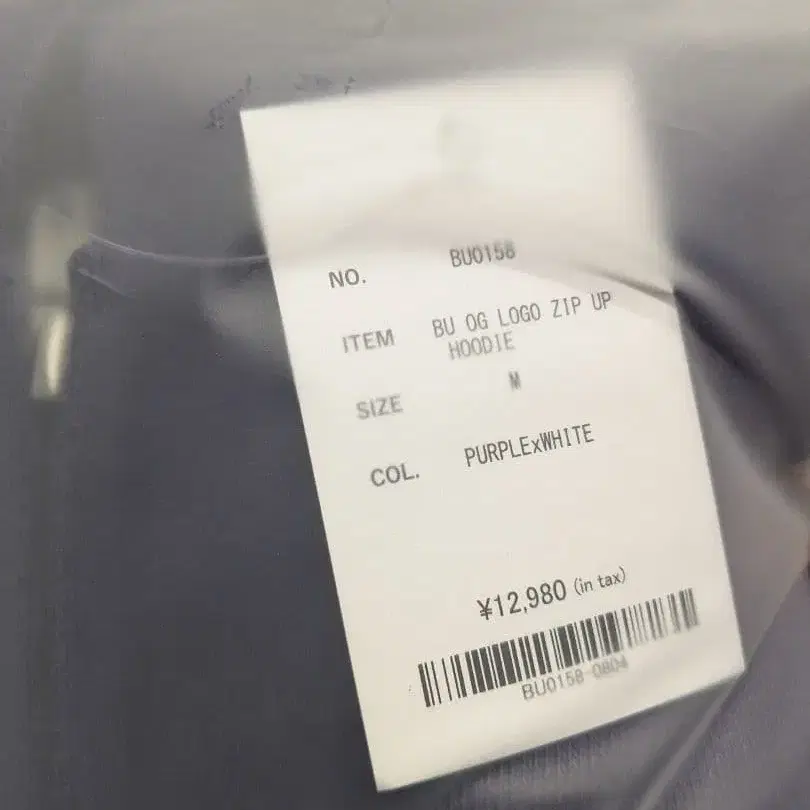 NO. BU0158
ITEM BU OG LOGO ZIP UP
HOODIE
SIZE M
COL. PURPLExWHITE
¥12,980 (in tax)
BU0158-0804